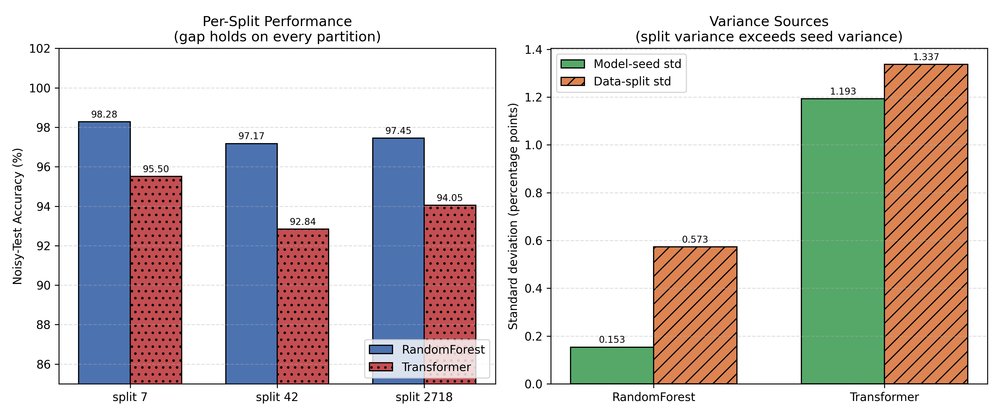 Per-Split Performance
(gap holds on every partition)
Noisy-Test Accuracy (%)
102
100
98
96
94
92
90
88
86
98.28
95.50
97.17
92.84
97.45
94.05
RandomForest
Transformer
split 7
split 42
split 2718
Variance Sources
(split variance exceeds seed variance)
Standard deviation (percentage points)
1.4
1.2
1.0
0.8
0.6
0.4
0.2
0.0
Model-seed std
Data-split std
0.153
0.573
1.193
1.337
RandomForest
Transformer